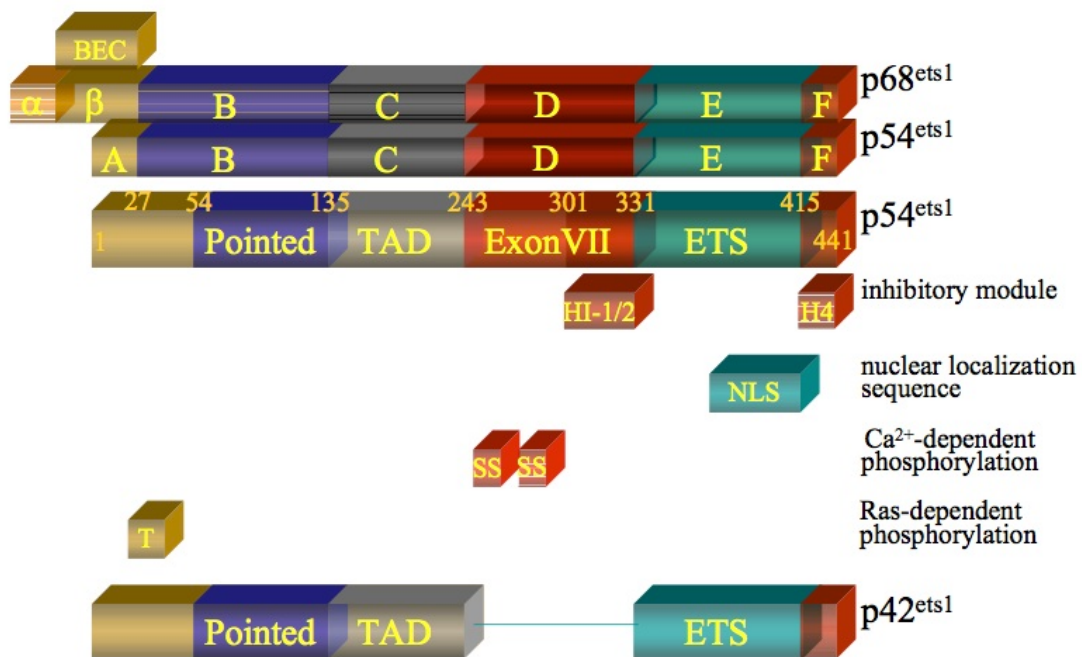 BEC
α β B C D E F p68ets1
A B C D E F p54ets1
27 54 135 243 301 331 415 p54ets1
1 Pointed TAD ExonVII ETS 441
HI-1/2 H4 inhibitory module
nuclear localization
NLS sequence
Ca2+-dependent
SS SS phosphorylation
Ras-dependent
T phosphorylation
Pointed TAD ETS p42ets1